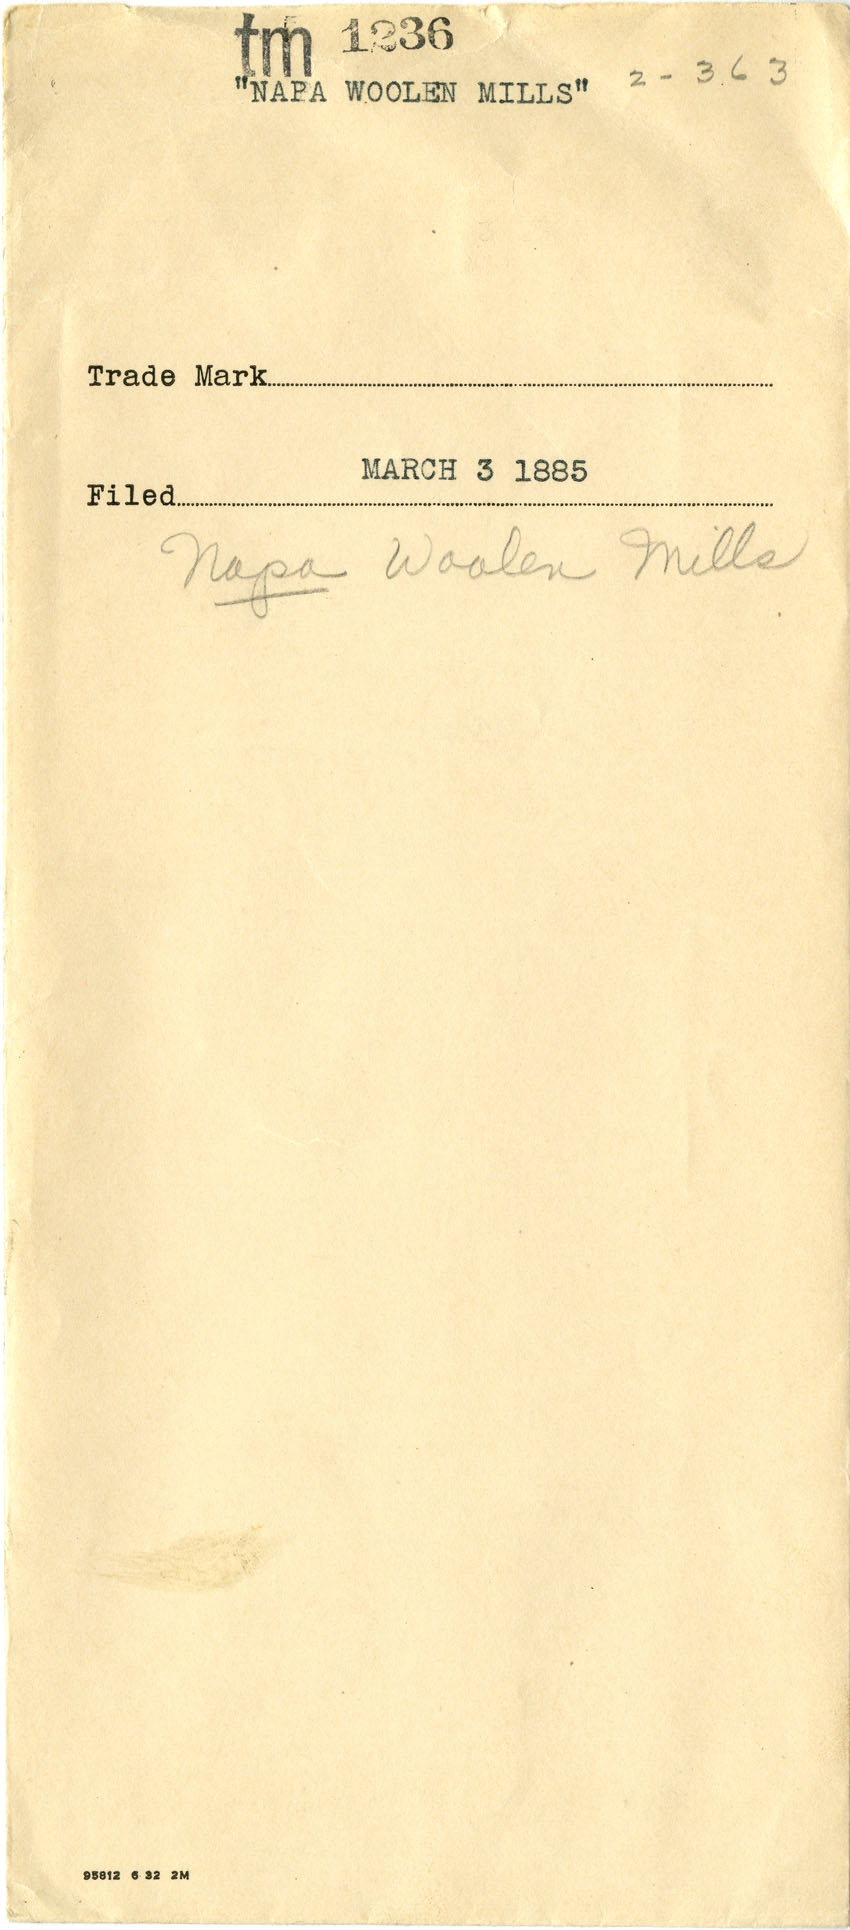 tm 1236
"NAPA WOOLEN MILLS" 2-363
Trade Mark
MARCH 3 1885
Filed
Napa Woolen Mills
95812 6 32 2M